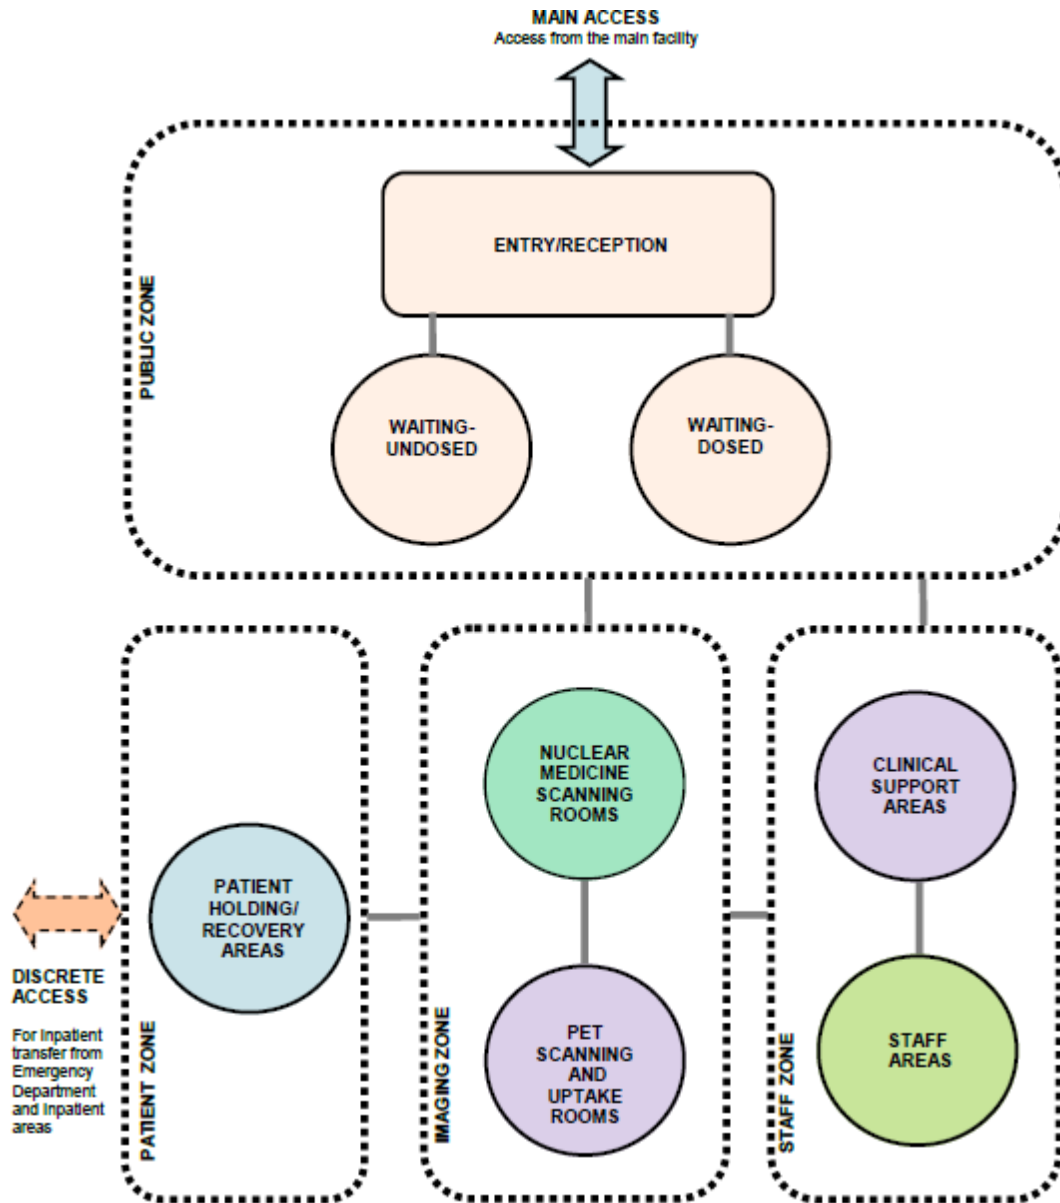 MAIN ACCESS
Access from the main facility
ENTRY/RECEPTION
PUBLIC ZONE
WAITING-
UNDOSED
WAITING-
DOSED
NUCLEAR
MEDICINE
SCANNING
ROOMS
CLINICAL
SUPPORT
AREAS
PATIENT
HOLDING/
RECOVERY
AREAS
DISCRETE
ACCESS
For Inpatient
transfer from
Emergency
Department
and Inpatient
areas
PATIENT ZONE
IMAGING ZONE
PET
SCANNING
AND
UPTAKE
ROOMS
STAFF ZONE
STAFF
AREAS